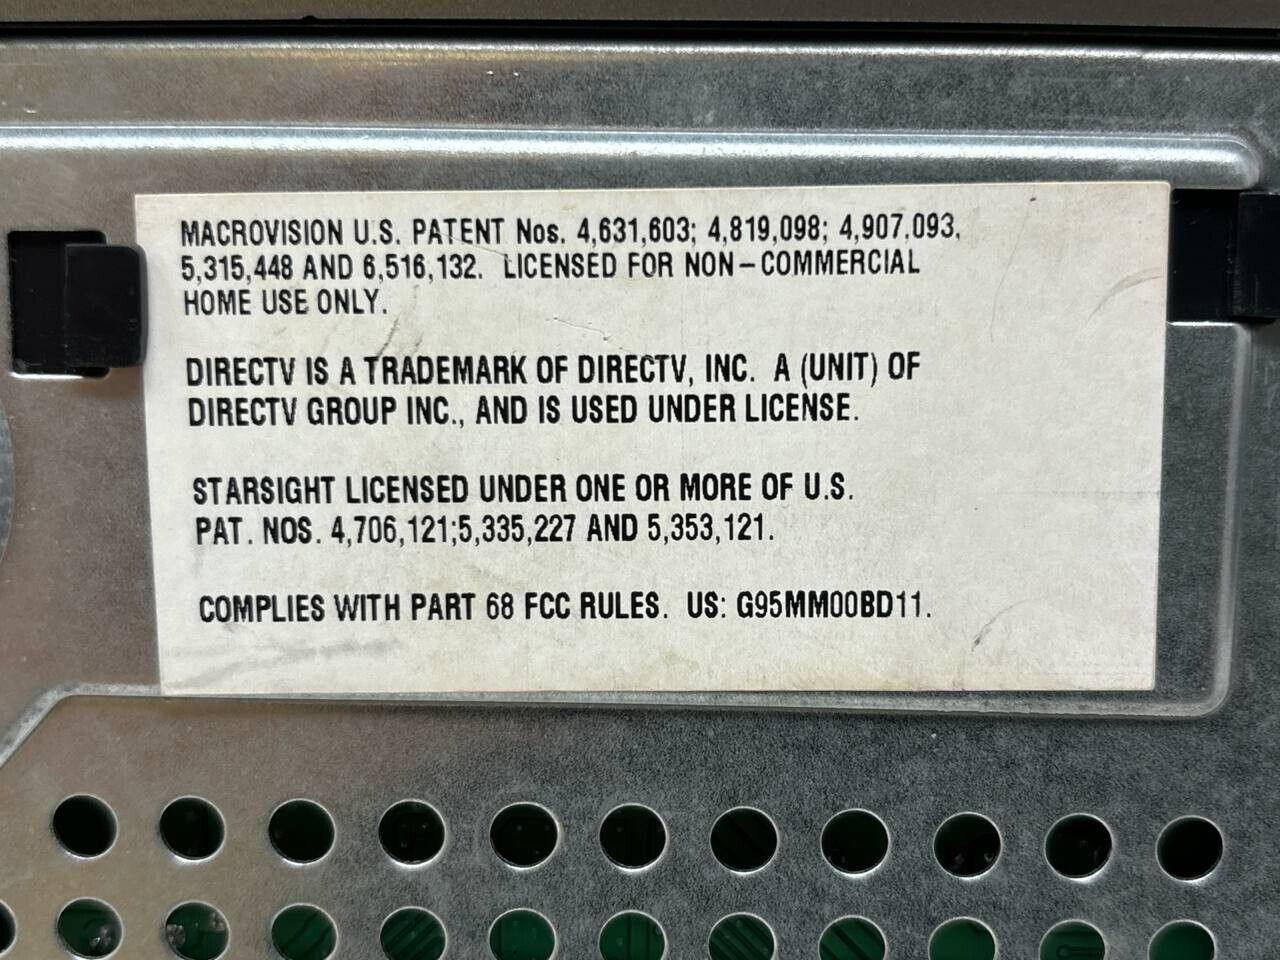 MACROVISION U.S. PATENT Nos. 4,631,603; 4,819,098; 4,907,093,
5,315,448 AND 6,516,132. LICENSED FOR NON-COMMERCIAL
HOME USE ONLY.
DIRECTV IS A TRADEMARK OF DIRECTV, INC. A (UNIT) OF
DIRECTV GROUP INC., AND IS USED UNDER LICENSE.
STARSIGHT LICENSED UNDER ONE OR MORE OF U.S.
PAT. NOS. 4,706,121;5,335,227 AND 5,353,121.
COMPLIES WITH PART 68 FCC RULES. US: G95MM00BD11.